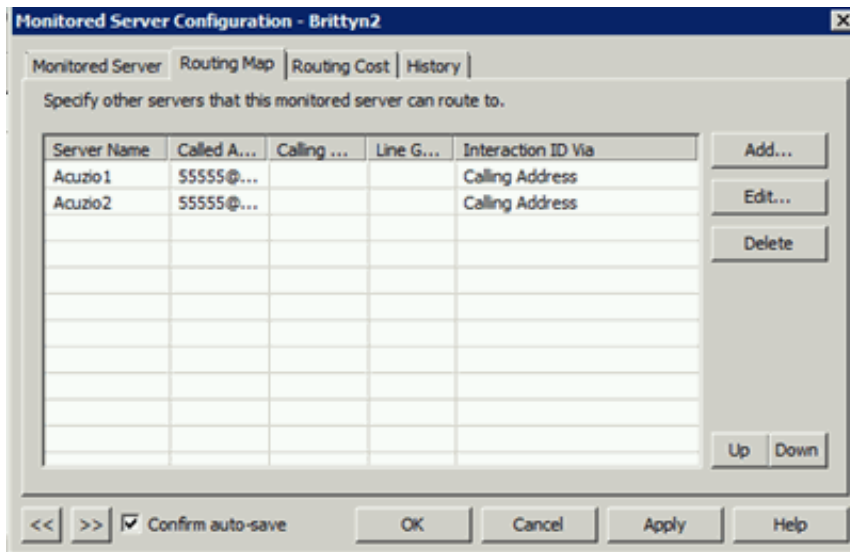 Monitored Server Configuration - Brittyn2
Monitored Server Routing Map Routing Cost History
Specify other servers that this monitored server can route to.
Server Name Called A... Calling ... Line G... Interaction ID Via
Acuzio1 55555@... Calling Address
Acuzio2 55555@... Calling Address
Add...
Edit...
Delete
Up Down
<< >> Confirm auto-save OK Cancel Apply Help